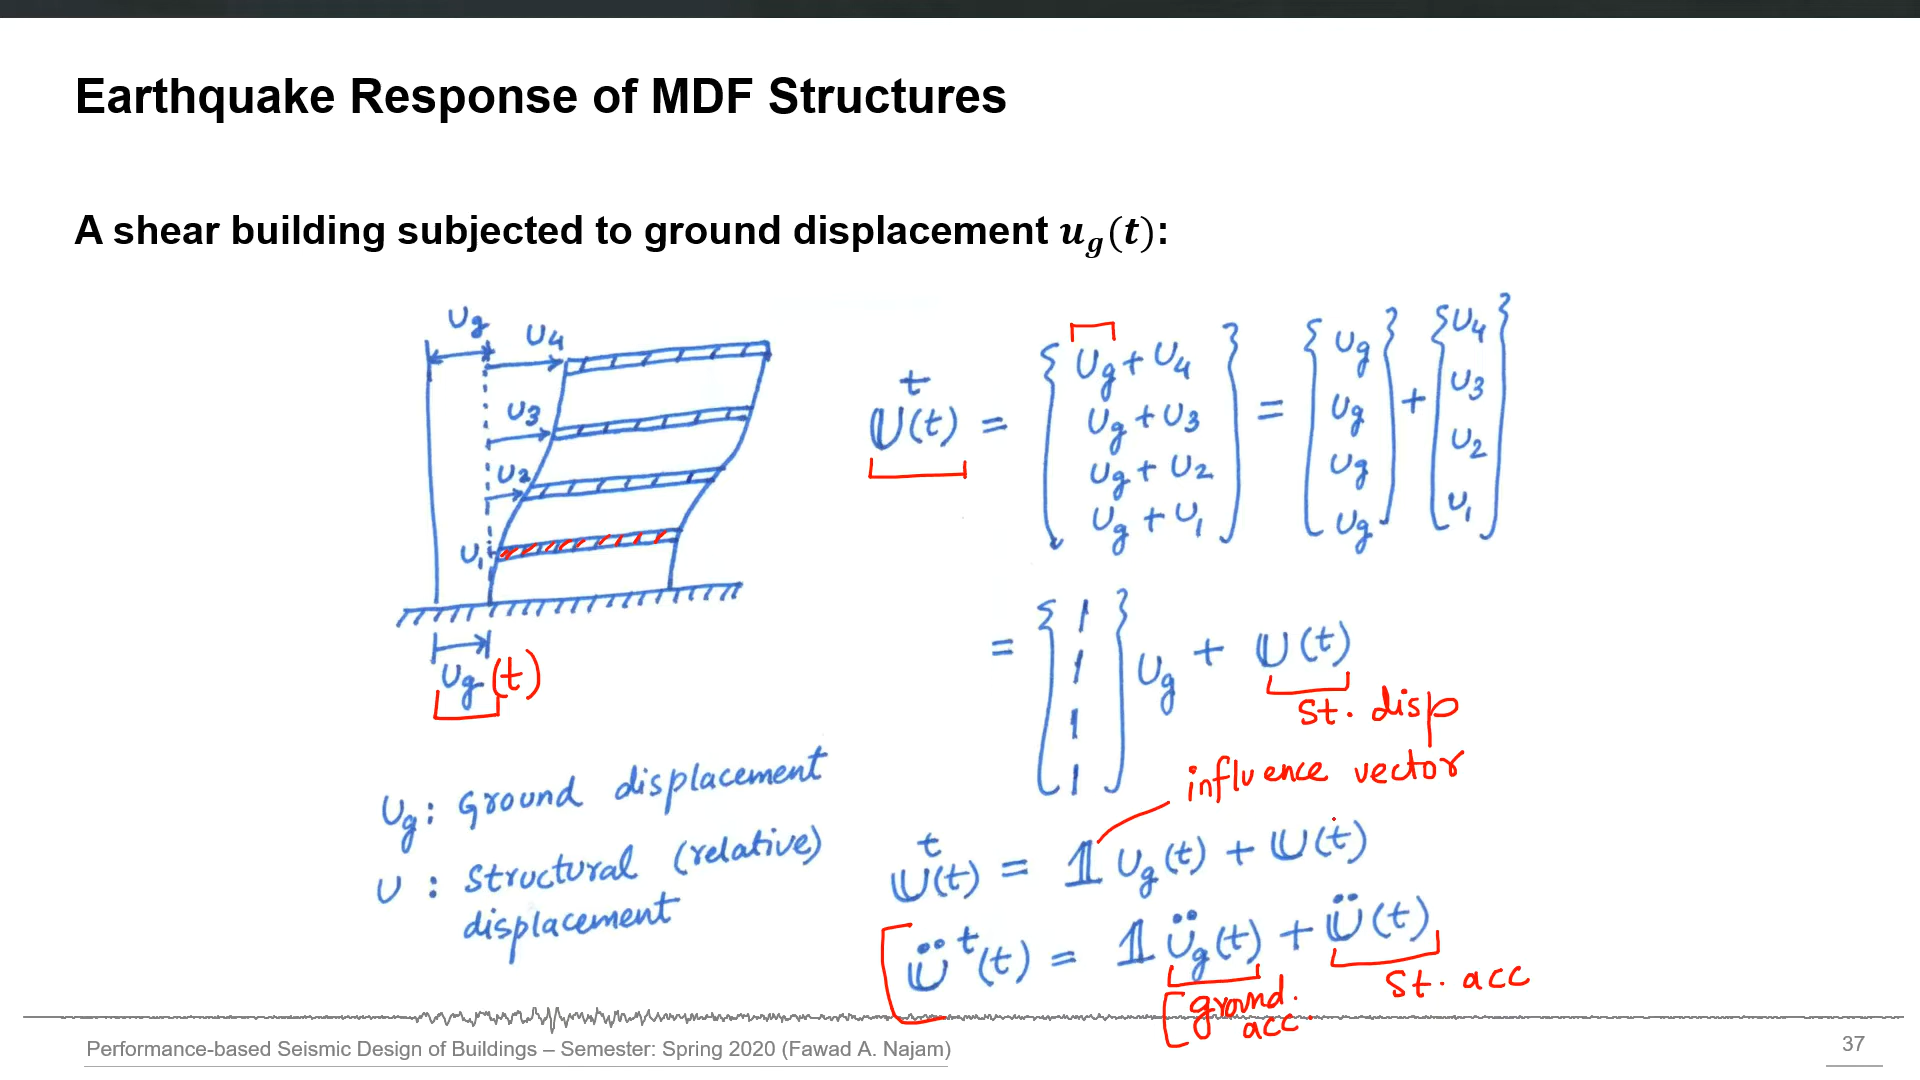 Earthquake Response of MDF Structures
A shear building subjected to ground displacement u_g(t):
Ug
U4
U3
U2
U1
Ug (t)
Ug : Ground displacement
U : Structural (relative)
displacement
U^t(t) = { Ug + U4 } = { Ug } + { U4 }
Ug + U3 Ug U3
Ug + U2 Ug U2
Ug + U1 Ug U1
= { 1 1 1 1 } Ug + U(t)
St. disp
influence vector
U^t(t) = 1 Ug(t) + U(t)
Ü^t(t) = 1 Üg(t) + Ü(t)
ground. acc.
St. acc
Performance-based Seismic Design of Buildings – Semester: Spring 2020 (Fawad A. Najam)
37